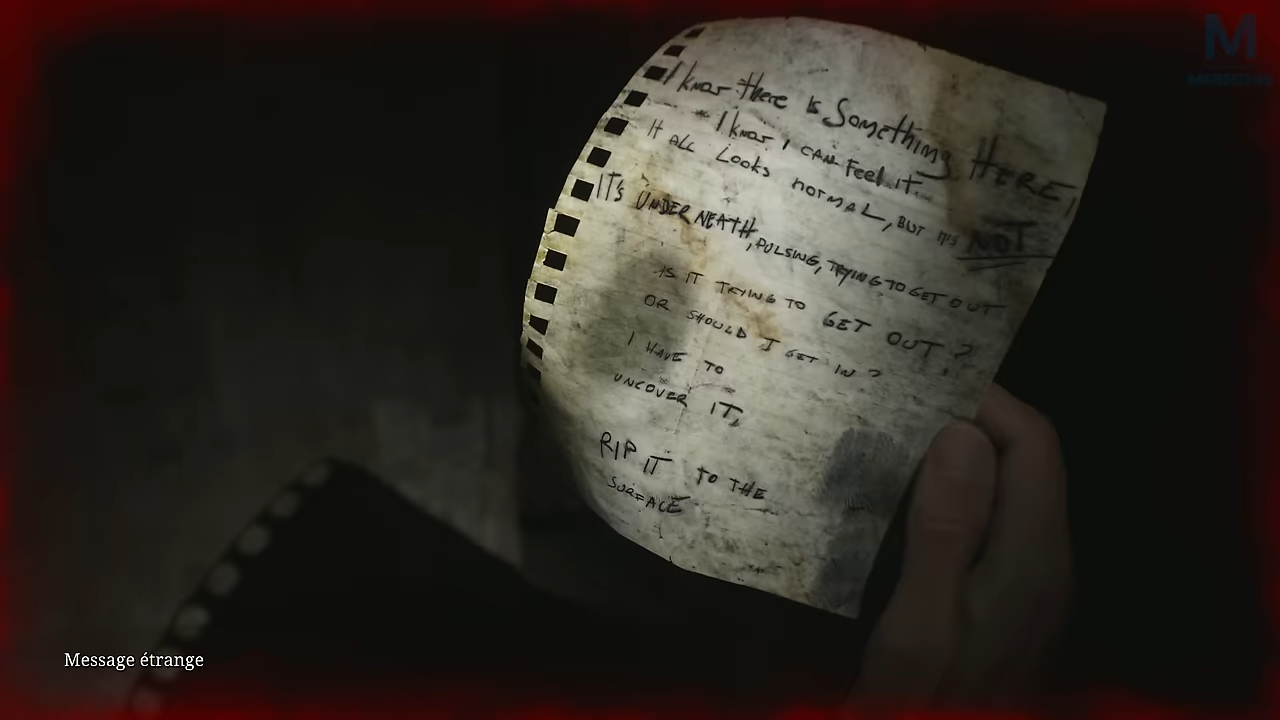 I know there is Something HERE,
I know I can Feel it.
It ALL Looks normal, BUT it's NOT
IT'S UNDERNEATH, PULSING, TRYING TO GET OUT
IS IT TRYING TO GET OUT?
OR SHOULD I GET IN?
I HAVE TO
UNCOVER IT,
RIP IT TO THE
SURFACE
Message étrange
M